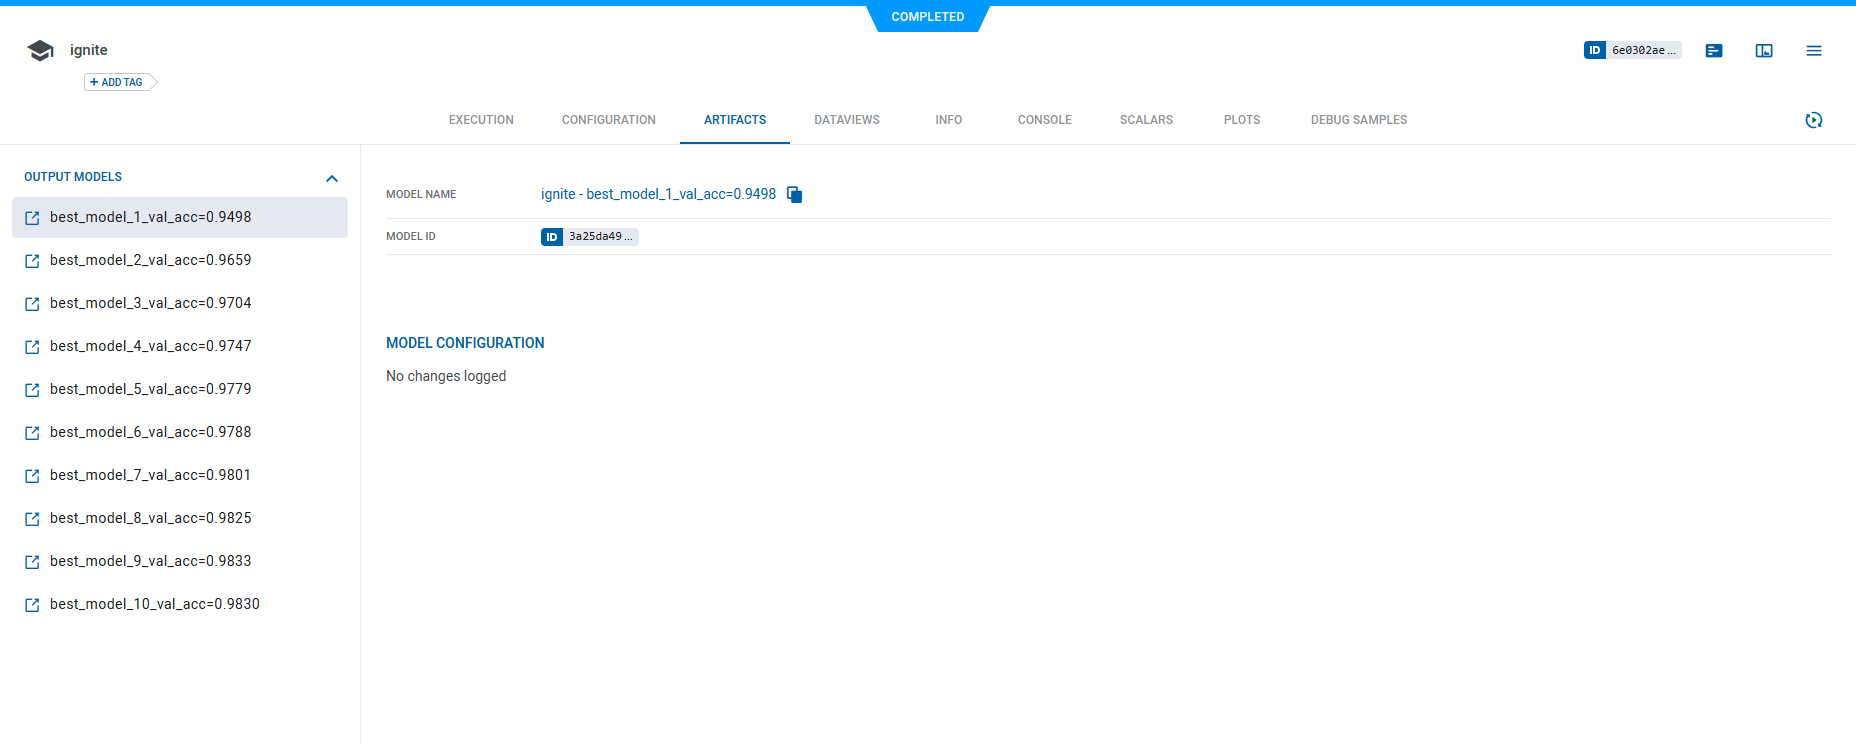 COMPLETED
ignite
ID 6e0302ae...
+ ADD TAG
EXECUTION CONFIGURATION ARTIFACTS DATAVIEWS INFO CONSOLE SCALARS PLOTS DEBUG SAMPLES
OUTPUT MODELS
best_model_1_val_acc=0.9498
best_model_2_val_acc=0.9659
best_model_3_val_acc=0.9704
best_model_4_val_acc=0.9747
best_model_5_val_acc=0.9779
best_model_6_val_acc=0.9788
best_model_7_val_acc=0.9801
best_model_8_val_acc=0.9825
best_model_9_val_acc=0.9833
best_model_10_val_acc=0.9830
MODEL NAME ignite - best_model_1_val_acc=0.9498
MODEL ID ID 3a25da49...
MODEL CONFIGURATION
No changes logged